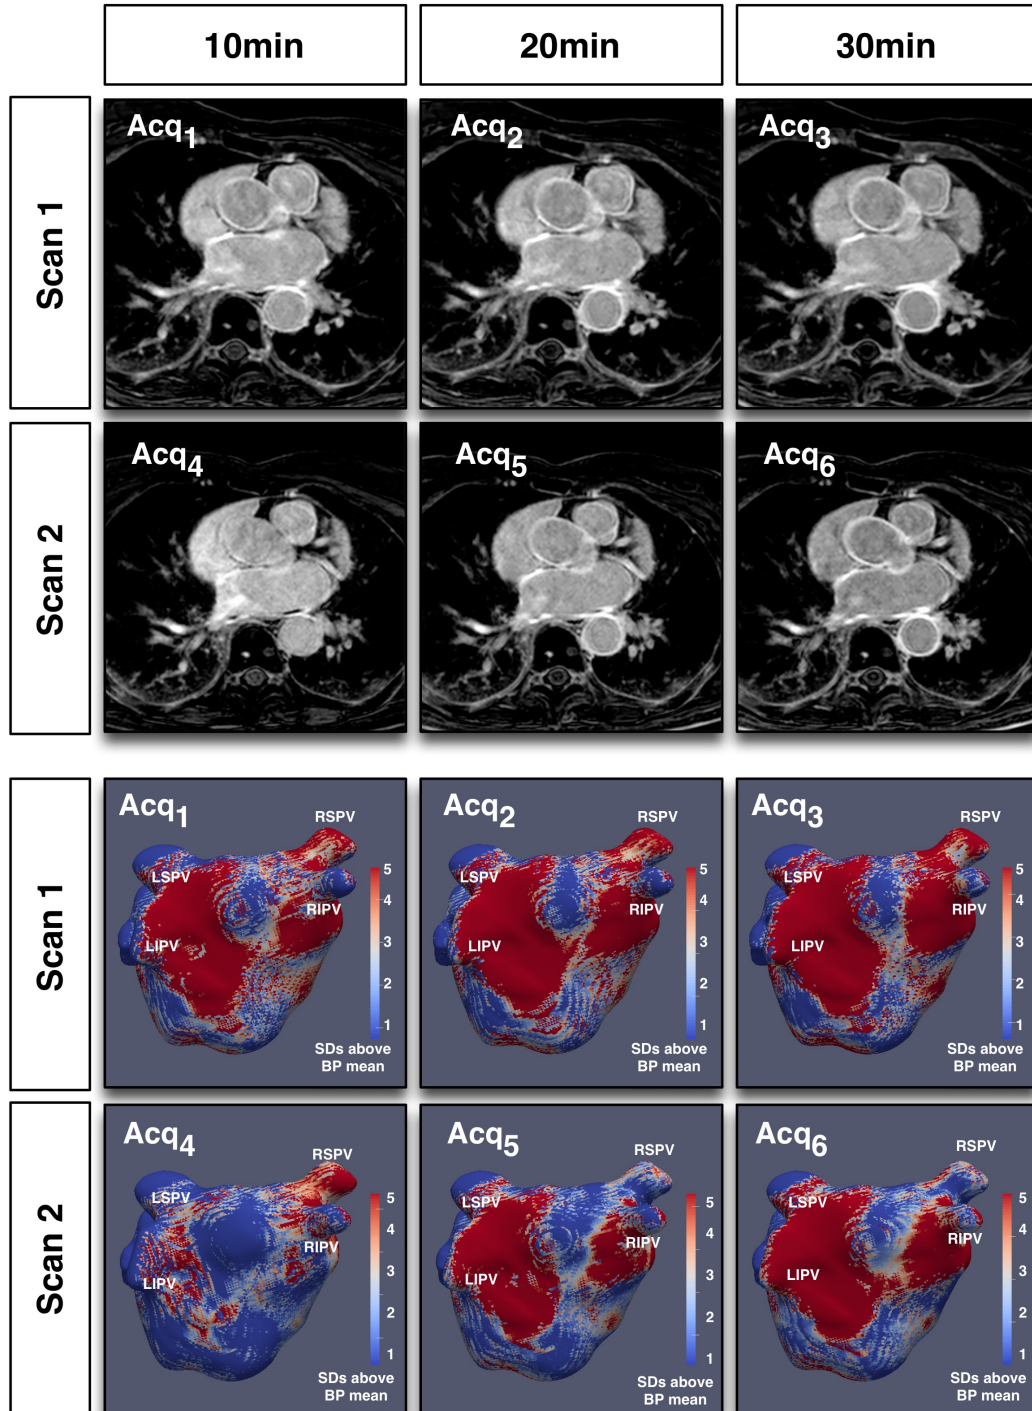 10min
20min
30min
Scan 1
Acq1
Acq2
Acq3
Scan 2
Acq4
Acq5
Acq6
Scan 1
Acq1
RSPV
LSPV
RIPV
LIPV
5
4
3
2
1
SDs above
BP mean
Acq2
RSPV
LSPV
RIPV
LIPV
5
4
3
2
1
SDs above
BP mean
Acq3
RSPV
LSPV
RIPV
LIPV
5
4
3
2
1
SDs above
BP mean
Scan 2
Acq4
RSPV
LSPV
RIPV
LIPV
5
4
3
2
1
SDs above
BP mean
Acq5
RSPV
LSPV
RIPV
LIPV
5
4
3
2
1
SDs above
BP mean
Acq6
RSPV
LSPV
RIPV
LIPV
5
4
3
2
1
SDs above
BP mean